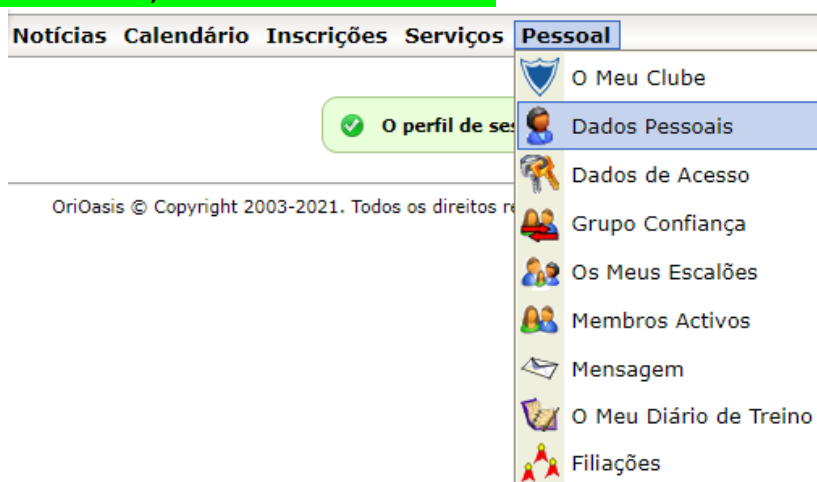 Notícias Calendário Inscrições Serviços Pessoal
O Meu Clube
O perfil de
Dados Pessoais
Dados de Acesso
OriOasis © Copyright 2003-2021. Todos os direitos
Grupo Confiança
Os Meus Escalões
Membros Activos
Mensagem
O Meu Diário de Treino
Filiações